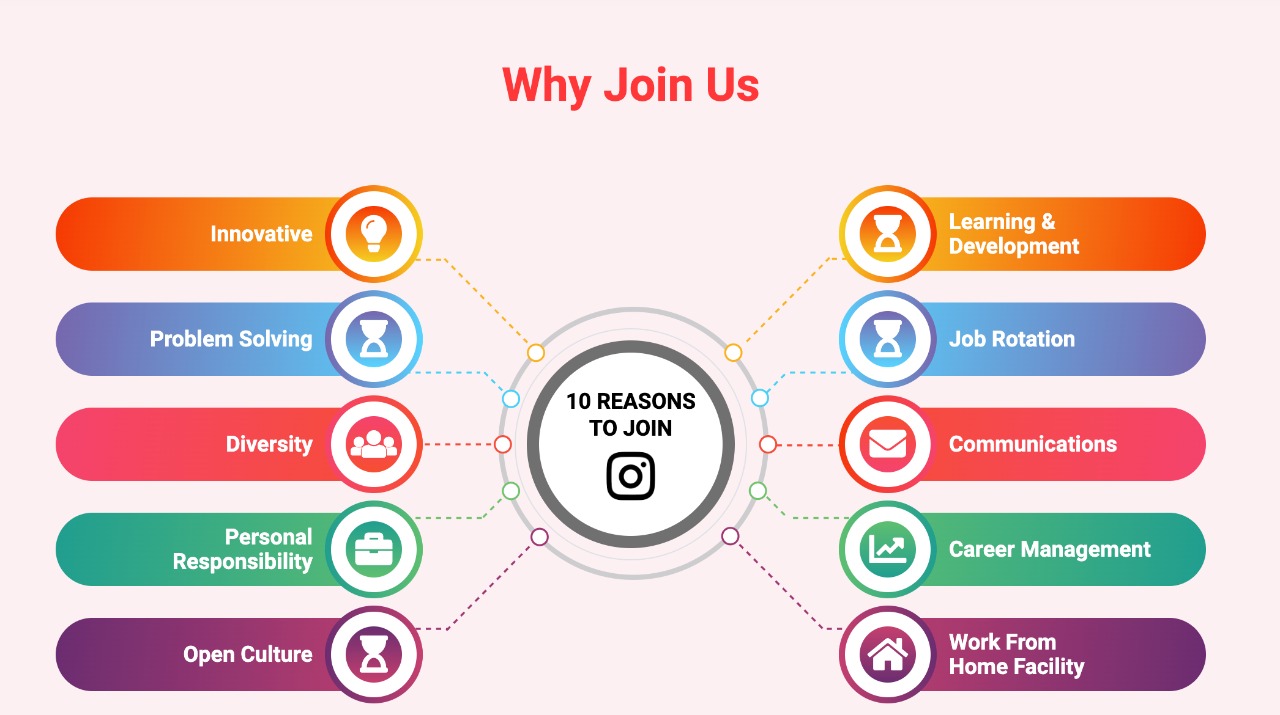 Why Join Us
Innovative
Problem Solving
Diversity
Personal
Responsibility
Open Culture
10 REASONS
TO JOIN
Learning &
Development
Job Rotation
Communications
Career Management
Work From
Home Facility